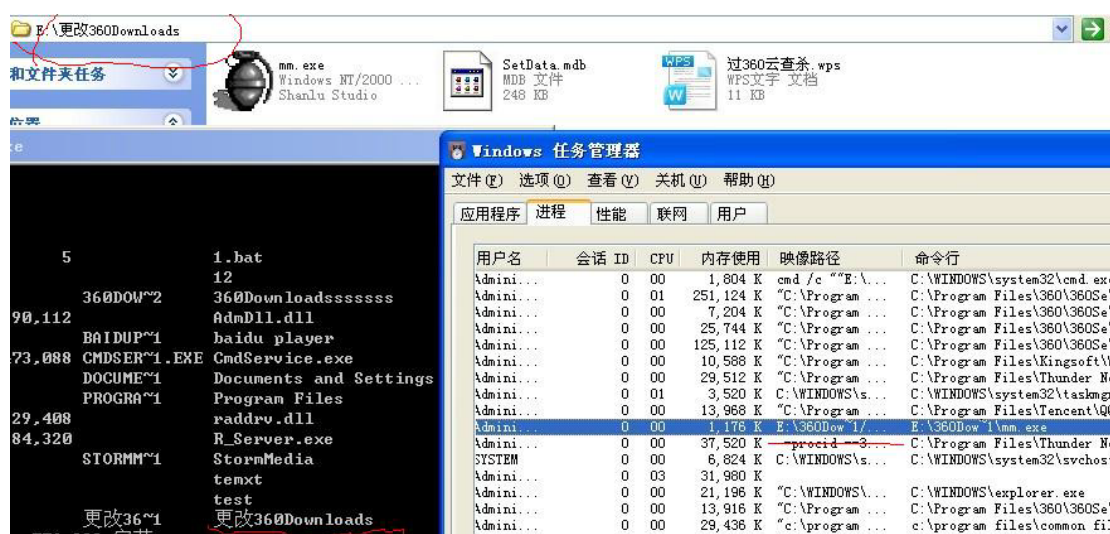 E:\更改360Downloads
和文件夹任务
mm.exe
Windows NT/2000 ...
Shanlu Studio
SetData.mdb
MDB 文件
248 KB
过360云查杀.wps
WPS文字 文档
11 KB
5 1.bat
12
360DOW~2 360Downloadsssssss
90,112 AdmDll.dll
BAIDUP~1 baidu player
173,088 CMDSER~1.EXE CmdService.exe
DOCUME~1 Documents and Settings
PROGRA~1 Program Files
29,408 raddrv.dll
84,320 R_Server.exe
STORMM~1 StormMedia
temxt
test
更改36~1 更改360Downloads
Windows 任务管理器
文件(F) 选项(O) 查看(V) 关机(U) 帮助(H)
应用程序 进程 性能 联网 用户
用户名 会话 ID CPU 内存使用 映像路径 命令行
Admini... 0 00 1,804 K cmd /c ""E:\... C:\WINDOWS\system32\cmd.exe
Admini... 0 01 251,124 K "C:\Program ... C:\Program Files\360\360Se
Admini... 0 00 7,204 K "C:\Program ... C:\Program Files\360\360Se
Admini... 0 00 25,744 K "C:\Program ... C:\Program Files\360\360Se
Admini... 0 00 125,112 K "C:\Program ... C:\Program Files\360\360Se
Admini... 0 00 10,588 K "C:\Program ... C:\Program Files\Kingsoft\
Admini... 0 00 29,512 K "C:\Program ... C:\Program Files\Thunder Ne
Admini... 0 01 3,520 K C:\WINDOWS\s... C:\WINDOWS\system32\taskmgr
Admini... 0 00 13,968 K "C:\Program ... C:\Program Files\Tencent\QQ
Admini... 0 00 1,176 K E:\360Dow~1/... E:\360Dow~1\mm.exe
Admini... 0 00 37,520 K -procid --3... C:\Program Files\Thunder Ne
SYSTEM 0 00 6,824 K C:\WINDOWS\s... C:\WINDOWS\system32\svchost
Admini... 0 03 31,980 K
Admini... 0 00 21,196 K "C:\WINDOWS\... C:\WINDOWS\explorer.exe
Admini... 0 00 13,916 K "C:\Program ... C:\Program Files\360\360Se
Admini... 0 00 29,436 K "c:\program ... c:\program files\common fil